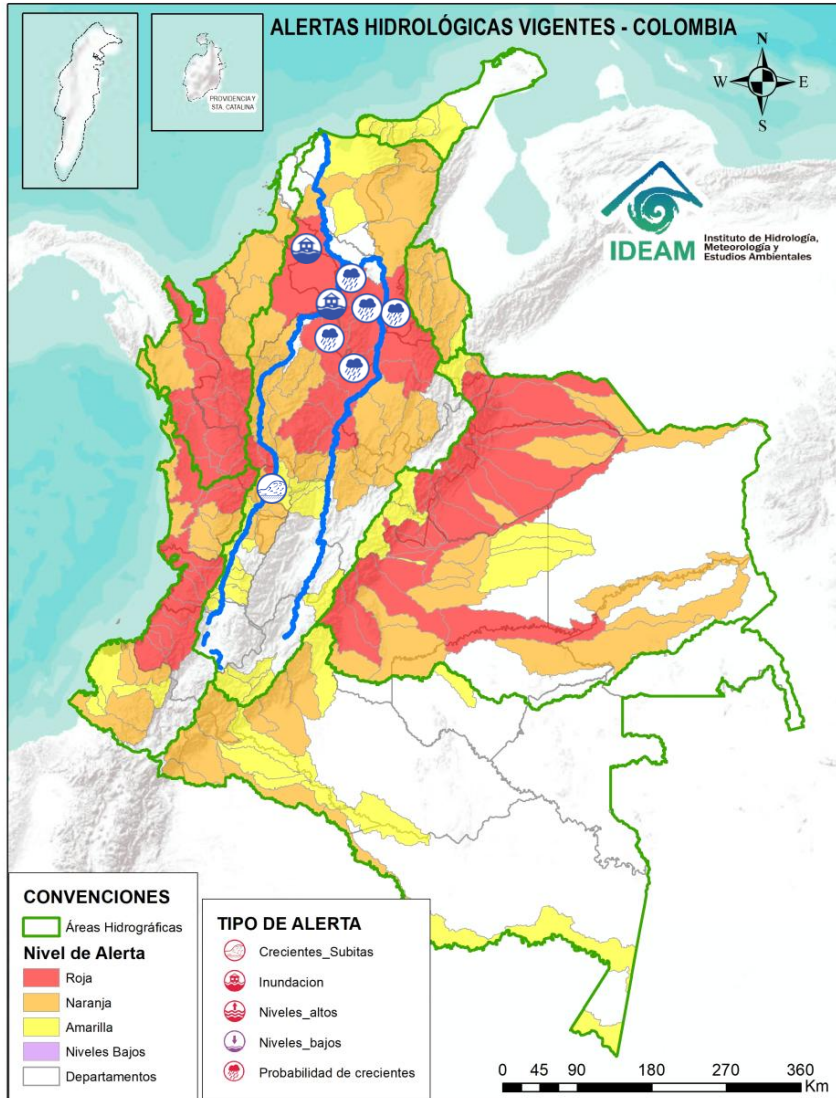 ALERTAS HIDROLÓGICAS VIGENTES - COLOMBIA
PROVIDENCIA Y
STA. CATALINA
N
W
E
S
IDEAM
Instituto de Hidrología,
Meteorología y
Estudios Ambientales
CONVENCIONES
Áreas Hidrográficas
Nivel de Alerta
Roja
Naranja
Amarilla
Niveles Bajos
Departamentos
TIPO DE ALERTA
Crecientes_Subitas
Inundacion
Niveles_altos
Niveles_bajos
Probabilidad de crecientes
0 45 90 180 270 360
Km